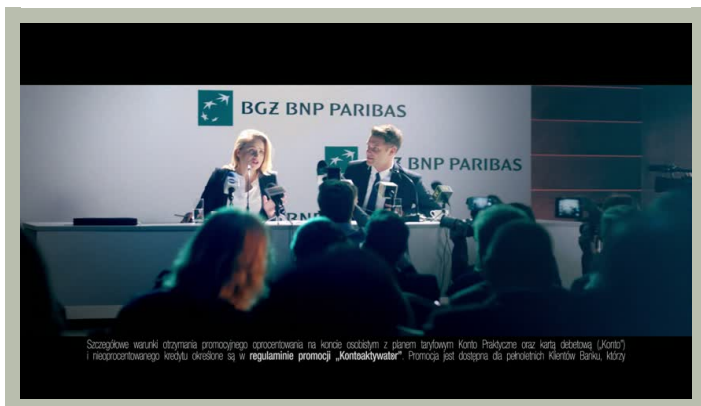 BGŻ BNP PARIBAS
BNP PARIBAS
Szczegółowe warunki otrzymania promocyjnego oprocentowania na koncie osobistym z planem taryfowym Konto Praktyczne oraz kartą debetową („Konto”)
i nieoprocentowanego kredytu określone są w regulaminie promocji „Kontoaktywater”. Promocja jest dostępna dla pełnoletnich Klientów Banku, którzy